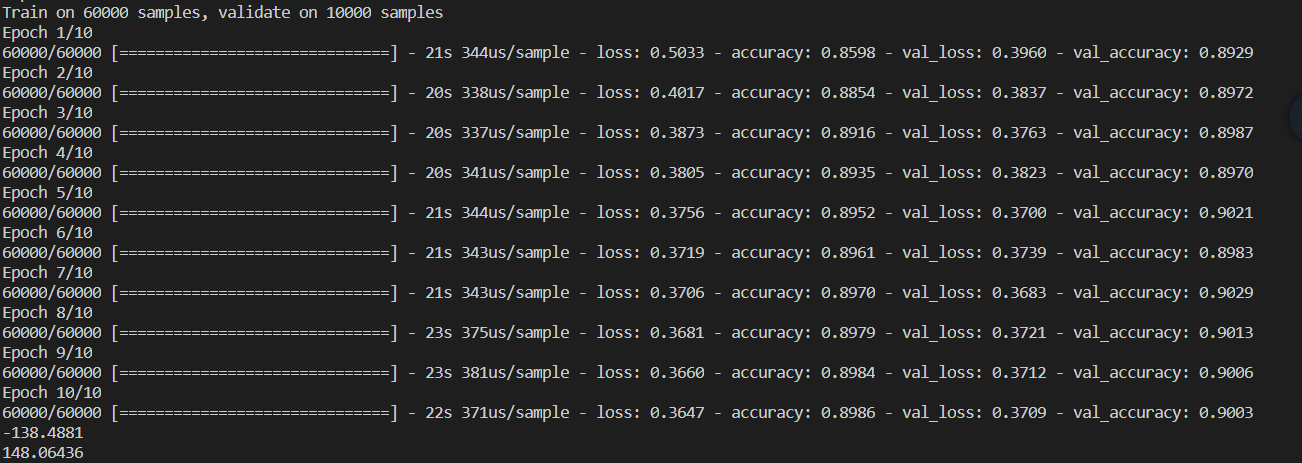 Train on 60000 samples, validate on 10000 samples
Epoch 1/10
60000/60000 [==============================] - 21s 344us/sample - loss: 0.5033 - accuracy: 0.8598 - val_loss: 0.3960 - val_accuracy: 0.8929
Epoch 2/10
60000/60000 [==============================] - 20s 338us/sample - loss: 0.4017 - accuracy: 0.8854 - val_loss: 0.3837 - val_accuracy: 0.8972
Epoch 3/10
60000/60000 [==============================] - 20s 337us/sample - loss: 0.3873 - accuracy: 0.8916 - val_loss: 0.3763 - val_accuracy: 0.8987
Epoch 4/10
60000/60000 [==============================] - 20s 341us/sample - loss: 0.3805 - accuracy: 0.8935 - val_loss: 0.3823 - val_accuracy: 0.8970
Epoch 5/10
60000/60000 [==============================] - 21s 344us/sample - loss: 0.3756 - accuracy: 0.8952 - val_loss: 0.3700 - val_accuracy: 0.9021
Epoch 6/10
60000/60000 [==============================] - 21s 343us/sample - loss: 0.3719 - accuracy: 0.8961 - val_loss: 0.3739 - val_accuracy: 0.8983
Epoch 7/10
60000/60000 [==============================] - 21s 343us/sample - loss: 0.3706 - accuracy: 0.8970 - val_loss: 0.3683 - val_accuracy: 0.9029
Epoch 8/10
60000/60000 [==============================] - 23s 375us/sample - loss: 0.3681 - accuracy: 0.8979 - val_loss: 0.3721 - val_accuracy: 0.9013
Epoch 9/10
60000/60000 [==============================] - 23s 381us/sample - loss: 0.3660 - accuracy: 0.8984 - val_loss: 0.3712 - val_accuracy: 0.9006
Epoch 10/10
60000/60000 [==============================] - 22s 371us/sample - loss: 0.3647 - accuracy: 0.8986 - val_loss: 0.3709 - val_accuracy: 0.9003
-138.4881
148.06436